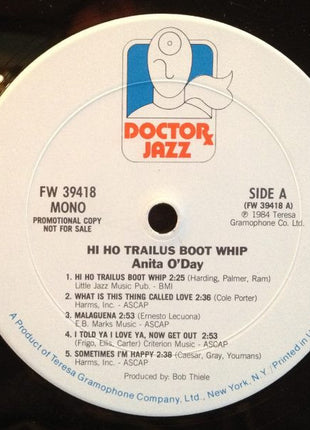 DOCTOR
Rx
JAZZ
FW 39418
MONO
PROMOTIONAL COPY
NOT FOR SALE
SIDE A
(FW 39418 A)
℗ 1984 Teresa
Gramophone Co. Ltd.
HI HO TRAILUS BOOT WHIP
Anita O'Day
1. HI HO TRAILUS BOOT WHIP 2:25 (Harding, Palmer, Ram)
Little Jazz Music Pub. - BMI
2. WHAT IS THIS THING CALLED LOVE 2:36 (Cole Porter)
Harms, Inc. - ASCAP
3. MALAGUENA 2:53 (Ernesto Lecuona)
E.B. Marks Music - ASCAP
4. I TOLD YA I LOVE YA, NOW GET OUT 2:53
(Frigo, Ellis, Carter) Criterion Music - ASCAP
5. SOMETIMES I'M HAPPY 2:38 (Caesar, Gray, Youmans)
Harms, Inc. - ASCAP
Produced by: Bob Thiele
A Product of Teresa Gramophone Company, Ltd., New York, N.Y. / Printed in U